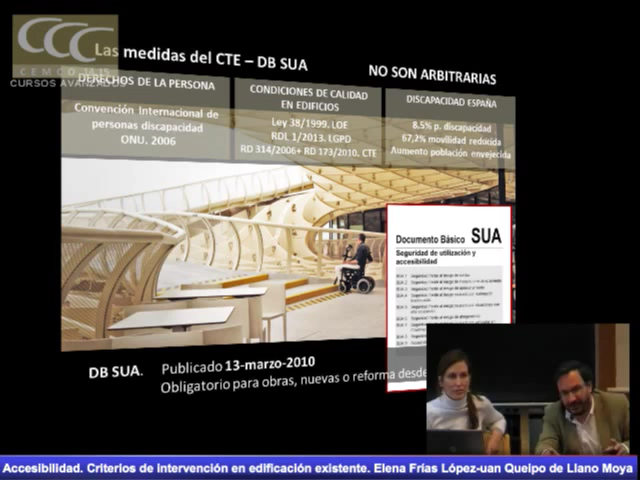 CCC
CEMCO 14 15
CURSOS AVANZADOS
Las medidas del CTE – DB SUA
NO SON ARBITRARIAS
DERECHOS DE LA PERSONA
Convención Internacional de
personas discapacidad
ONU. 2006
CONDICIONES DE CALIDAD
EN EDIFICIOS
Ley 38/1999. LOE
RDL 1/2013. LGPD
RD 314/2006+ RD 173/2010. CTE
DISCAPACIDAD ESPAÑA
8,5% p. discapacidad
67,2% movilidad reducida
Aumento población envejecida
Documento Básico SUA
Seguridad de utilización y
accesibilidad
DB SUA. Publicado 13-marzo-2010
Obligatorio para obras, nuevas o reforma desde
Accesibilidad. Criterios de intervención en edificación existente. Elena Frías López-uan Queipo de Llano Moya